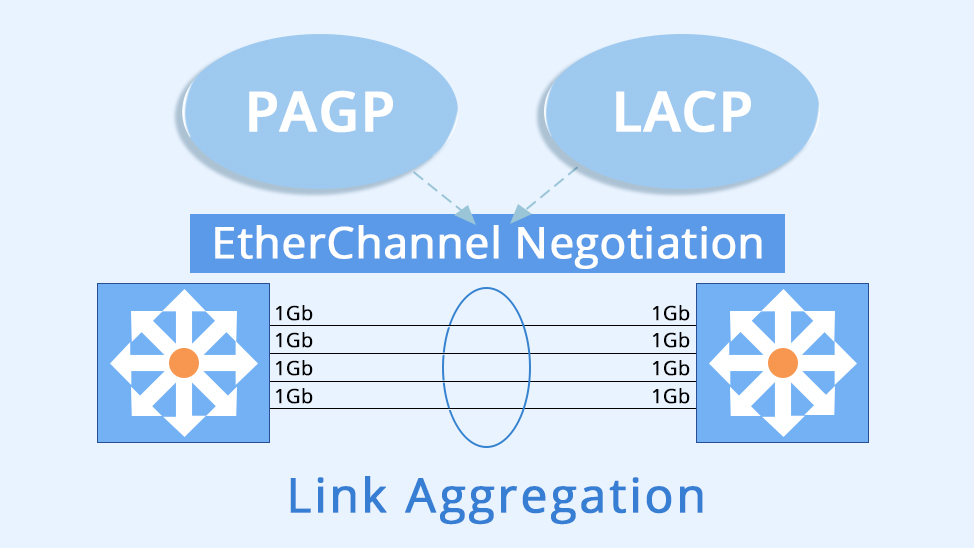 PAGP
LACP
EtherChannel Negotiation
1Gb 1Gb
1Gb 1Gb
1Gb 1Gb
1Gb 1Gb
Link Aggregation